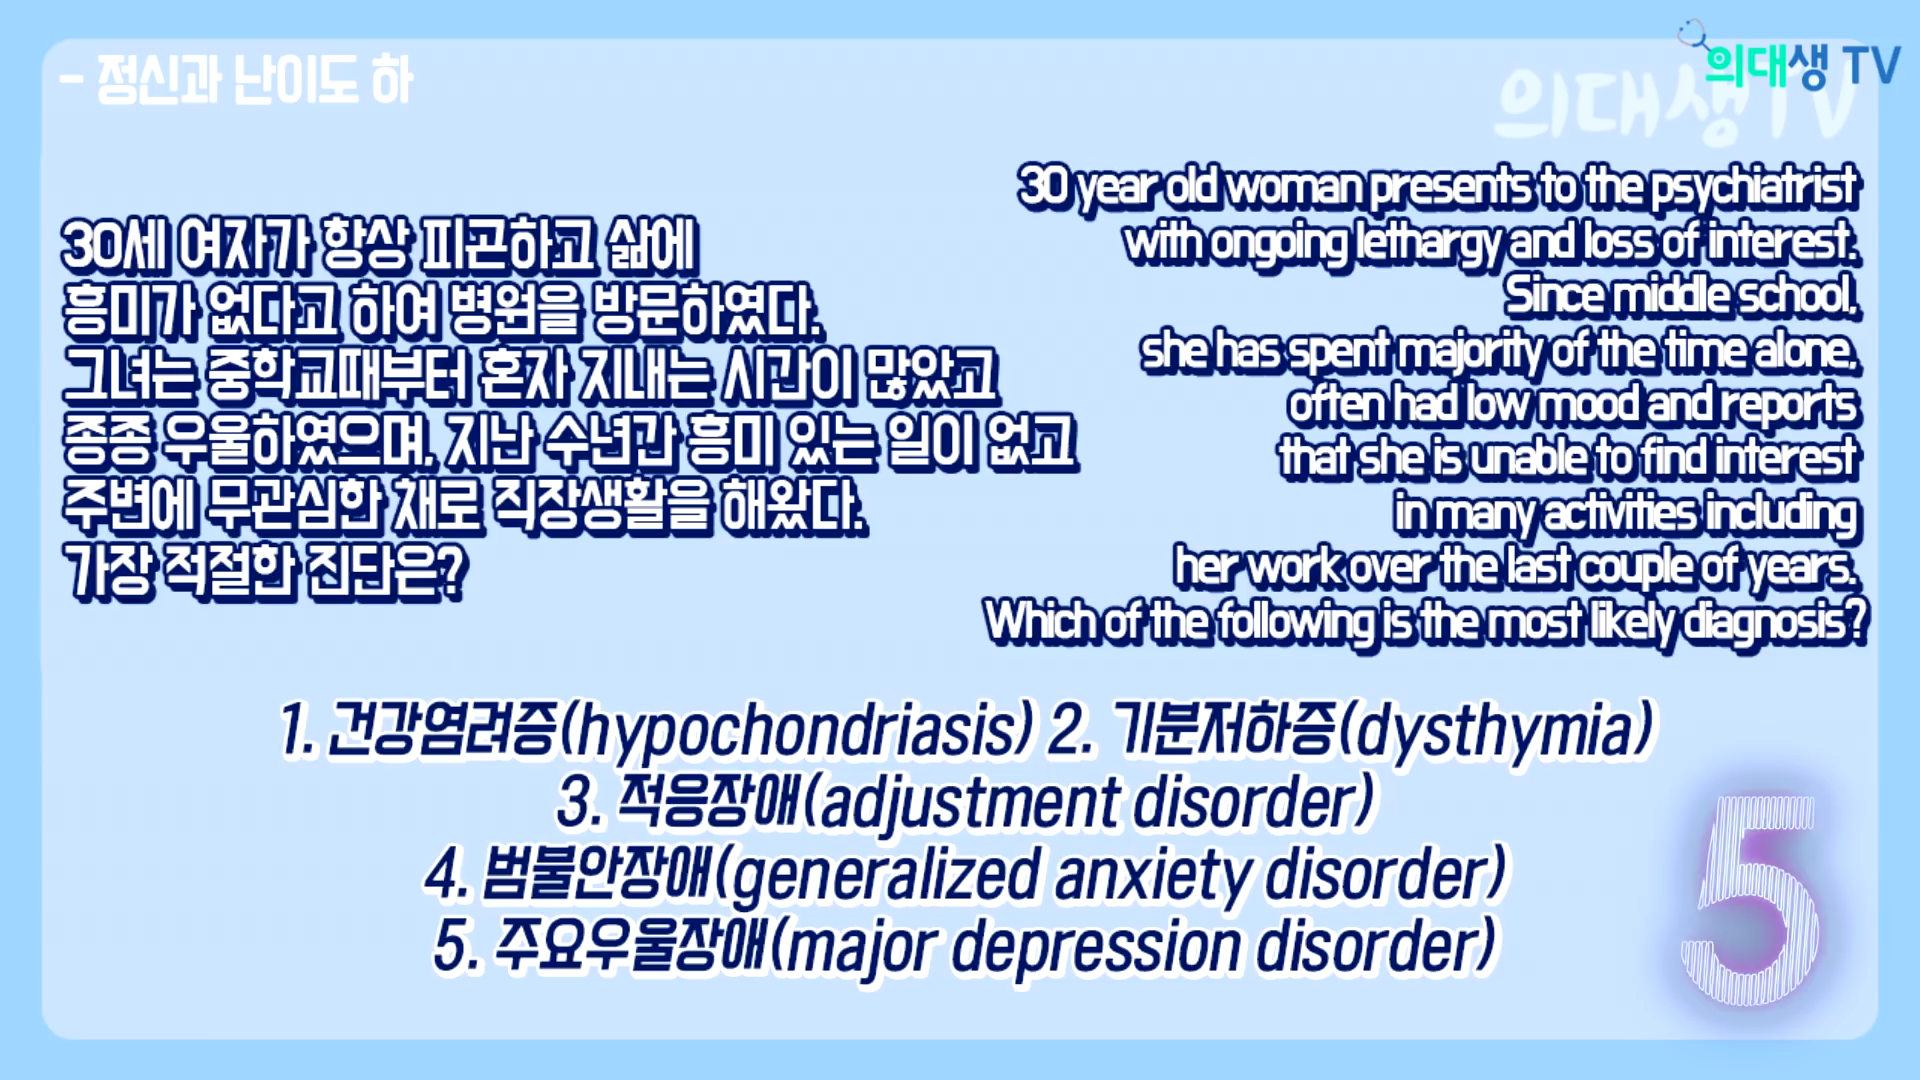 - 정신과 난이도 하
의대생 TV
의대생TV
30세 여자가 항상 피곤하고 삶에
흥미가 없다고 하여 병원을 방문하였다.
그녀는 중학교때부터 혼자 지내는 시간이 많았고
종종 우울하였으며, 지난 수년간 흥미 있는 일이 없고
주변에 무관심한 채로 직장생활을 해왔다.
가장 적절한 진단은?
30 year old woman presents to the psychiatrist
with ongoing lethargy and loss of interest.
Since middle school,
she has spent majority of the time alone,
often had low mood and reports
that she is unable to find interest
in many activities including
her work over the last couple of years.
Which of the following is the most likely diagnosis?
1. 건강염려증(hypochondriasis) 2. 기분저하증(dysthymia)
3. 적응장애(adjustment disorder)
4. 범불안장애(generalized anxiety disorder)
5. 주요우울장애(major depression disorder)
5